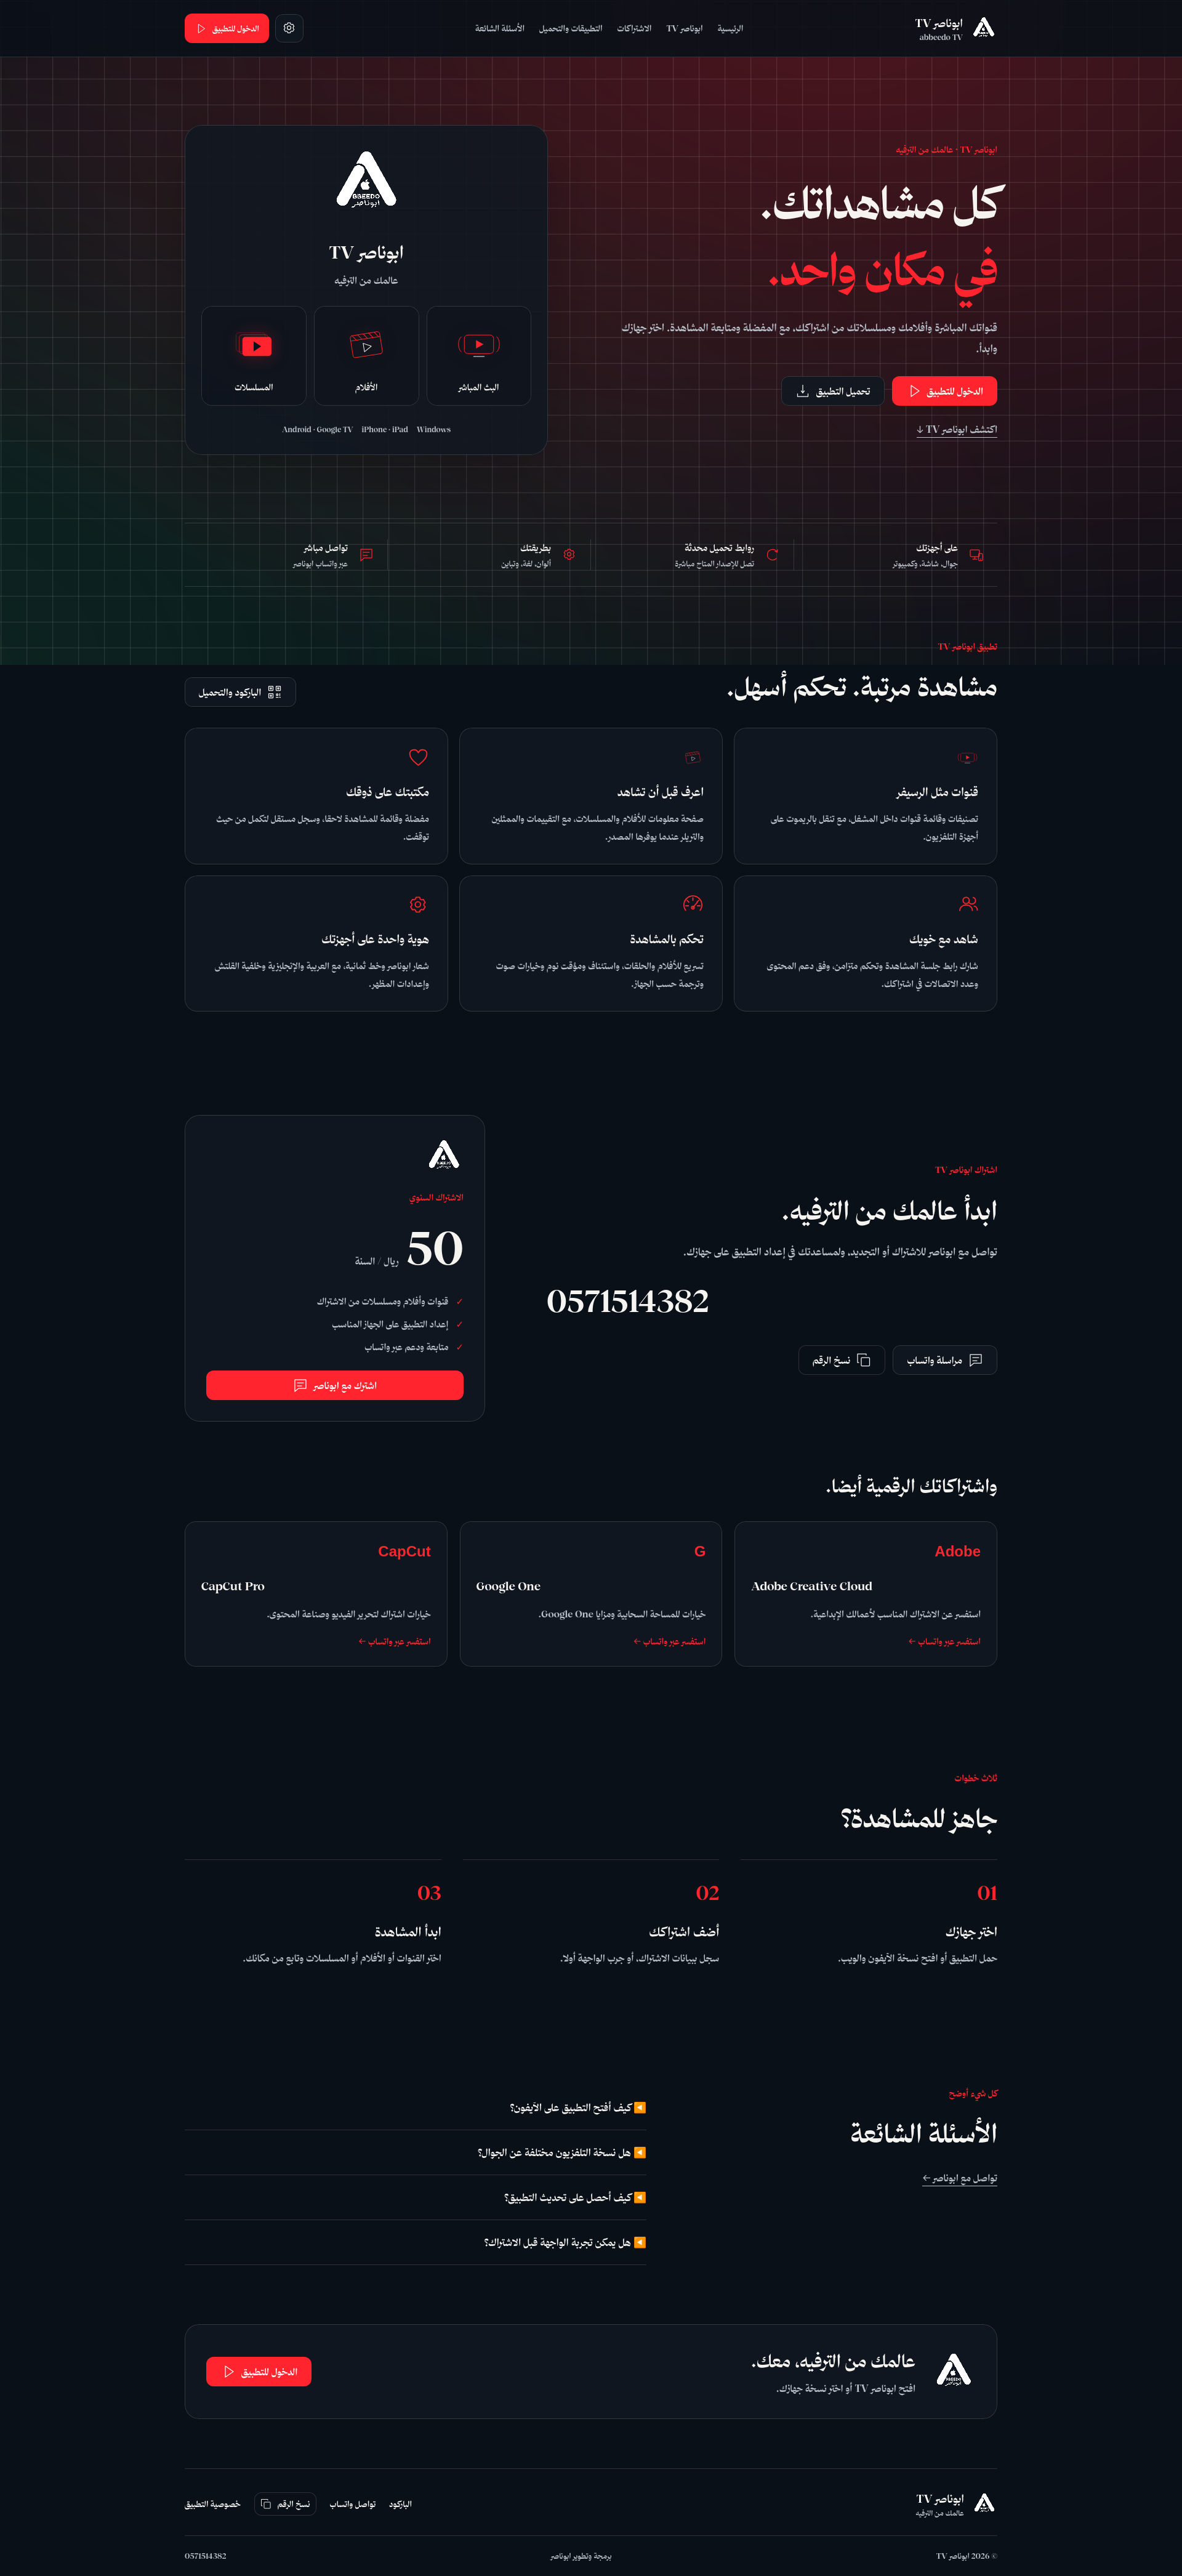 ابوناصر TV
abbeedo TV
الرئيسية
ابوناصر TV
الاشتراكات
التطبيقات والتحميل
الأسئلة الشائعة
الدخول للتطبيق
ابوناصر TV · عالمك من الترفيه
كل مشاهداتك.
في مكان واحد.
قنواتك المباشرة وأفلامك ومسلسلاتك من اشتراكك، مع المفضلة ومتابعة المشاهدة. اختر جهازك
وابدأ.
الدخول للتطبيق
تحميل التطبيق
اكتشف ابوناصر TV ↓
ابوناصر
ابوناصر TV
عالمك من الترفيه
البث المباشر
الأفلام
المسلسلات
Android · Google TV
iPhone · iPad
Windows
على أجهزتك
جوال، شاشة، وكمبيوتر
روابط تحميل محدثة
تصل للإصدار المتاح مباشرة
بطريقتك
ألوان، لغة، وتباين
تواصل مباشر
عبر واتساب ابوناصر
تطبيق ابوناصر TV
مشاهدة مرتبة. تحكم أسهل.
الباركود والتحميل
قنوات مثل الرسيفر
تصنيفات وقائمة قنوات داخل المشغل، مع تنقل بالريموت على
أجهزة التلفزيون.
اعرف قبل أن تشاهد
صفحة معلومات للأفلام والمسلسلات، مع التقييمات والممثلين
والتريلر عندما يوفرها المصدر.
مكتبتك على ذوقك
مفضلة وقائمة للمشاهدة لاحقا، وسجل مستقل لتكمل من حيث
توقفت.
شاهد مع خويك
شارك رابط جلسة المشاهدة وتحكم متزامن، وفق دعم المحتوى
وعدد الاتصالات في اشتراكك.
تحكم بالمشاهدة
تسريع للأفلام والحلقات، واستئناف ومؤقت نوم وخيارات صوت
وترجمة حسب الجهاز.
هوية واحدة على أجهزتك
شعار ابوناصر وخط ثمانية، مع العربية والإنجليزية وخلفية القلتش
وإعدادات المظهر.
اشتراك ابوناصر TV
ابدأ عالمك من الترفيه.
تواصل مع ابوناصر للاشتراك أو التجديد، ولمساعدتك في إعداد التطبيق على جهازك.
0571514382
مراسلة واتساب
نسخ الرقم
الاشتراك السنوي
50 ريال / السنة
✓ قنوات وأفلام ومسلسلات من الاشتراك
✓ إعداد التطبيق على الجهاز المناسب
✓ متابعة ودعم عبر واتساب
اشترك مع ابوناصر
واشتراكاتك الرقمية أيضا.
Adobe
Adobe Creative Cloud
استفسر عن الاشتراك المناسب لأعمالك الإبداعية.
استفسر عبر واتساب ←
G
Google One
خيارات للمساحة السحابية ومزايا Google One.
استفسر عبر واتساب ←
CapCut
CapCut Pro
خيارات اشتراك لتحرير الفيديو وصناعة المحتوى.
استفسر عبر واتساب ←
ثلاث خطوات
جاهز للمشاهدة؟
01
اختر جهازك
حمل التطبيق أو افتح نسخة الآيفون والويب.
02
أضف اشتراكك
سجل ببيانات الاشتراك، أو جرب الواجهة أولا.
03
ابدأ المشاهدة
اختر القنوات أو الأفلام أو المسلسلات وتابع من مكانك.
كل شيء أوضح
الأسئلة الشائعة
تواصل مع ابوناصر ←
كيف أفتح التطبيق على الآيفون؟
هل نسخة التلفزيون مختلفة عن الجوال؟
كيف أحصل على تحديث التطبيق؟
هل يمكن تجربة الواجهة قبل الاشتراك؟
عالمك من الترفيه، معك.
افتح ابوناصر TV أو اختر نسخة جهازك.
الدخول للتطبيق
ابوناصر TV
عالمك من الترفيه
الباركود
تواصل واتساب
نسخ الرقم
خصوصية التطبيق
© 2026 ابوناصر TV
برمجة وتطوير ابوناصر
0571514382